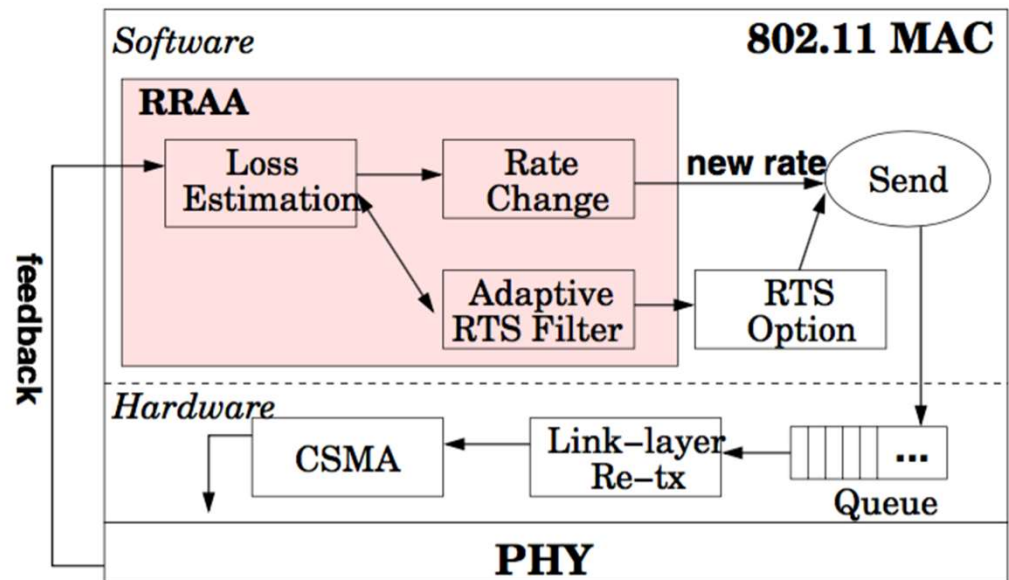 Software
802.11 MAC
RRAA
Loss
Estimation
Rate
Change
new rate
Send
Adaptive
RTS Filter
RTS
Option
feedback
Hardware
CSMA
Link-layer
Re-tx
...
Queue
PHY